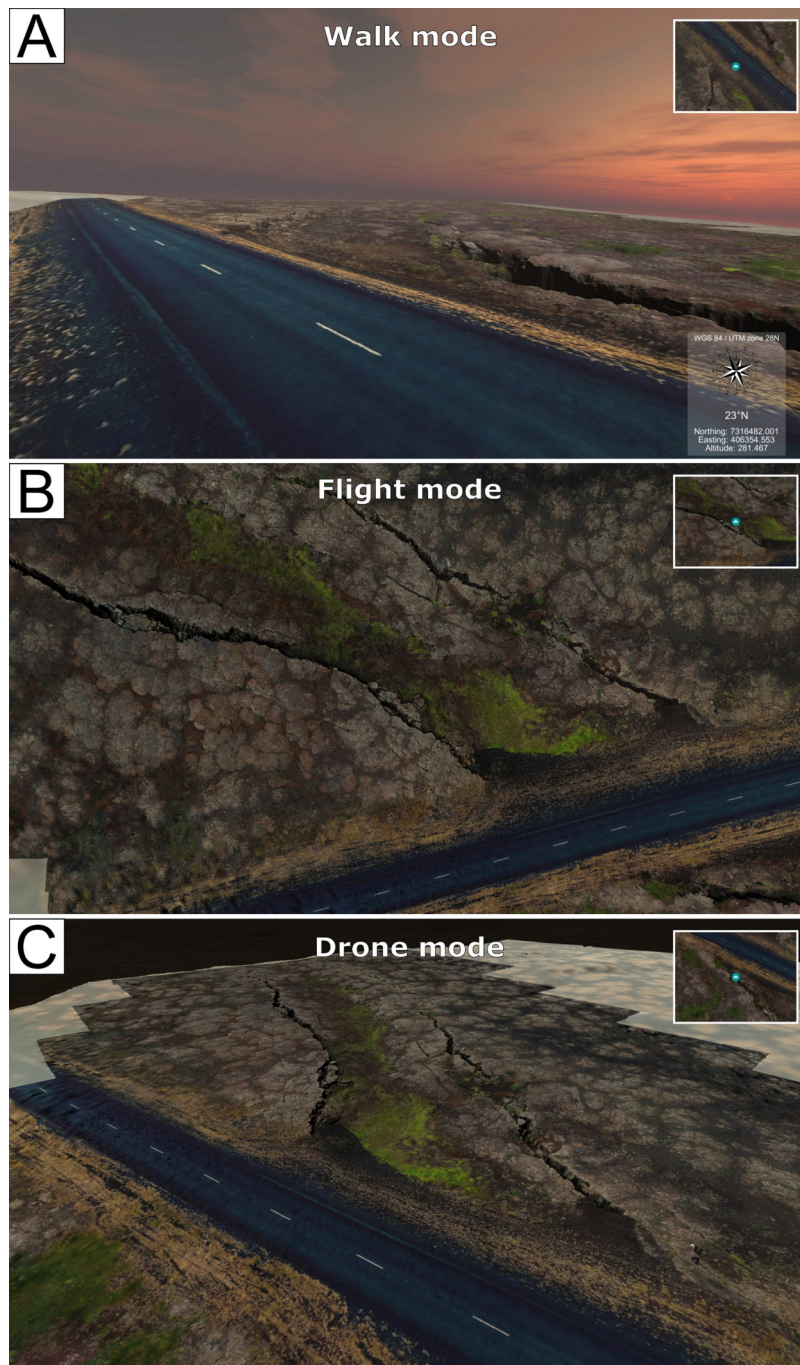 A
Walk mode
WGS 84 / UTM zone 28N
23°N
Northing: 7316482.001
Easting: 406354.553
Altitude: 281.467
B
Flight mode
C
Drone mode